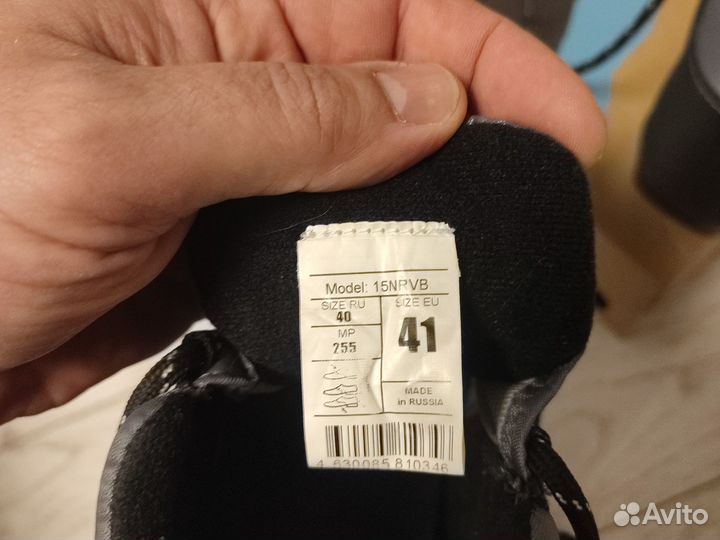 Model: 15NRVB
SIZE RU
40
MP
255
SIZE EU
41
MADE
in RUSSIA
4 630085 810346
Avito